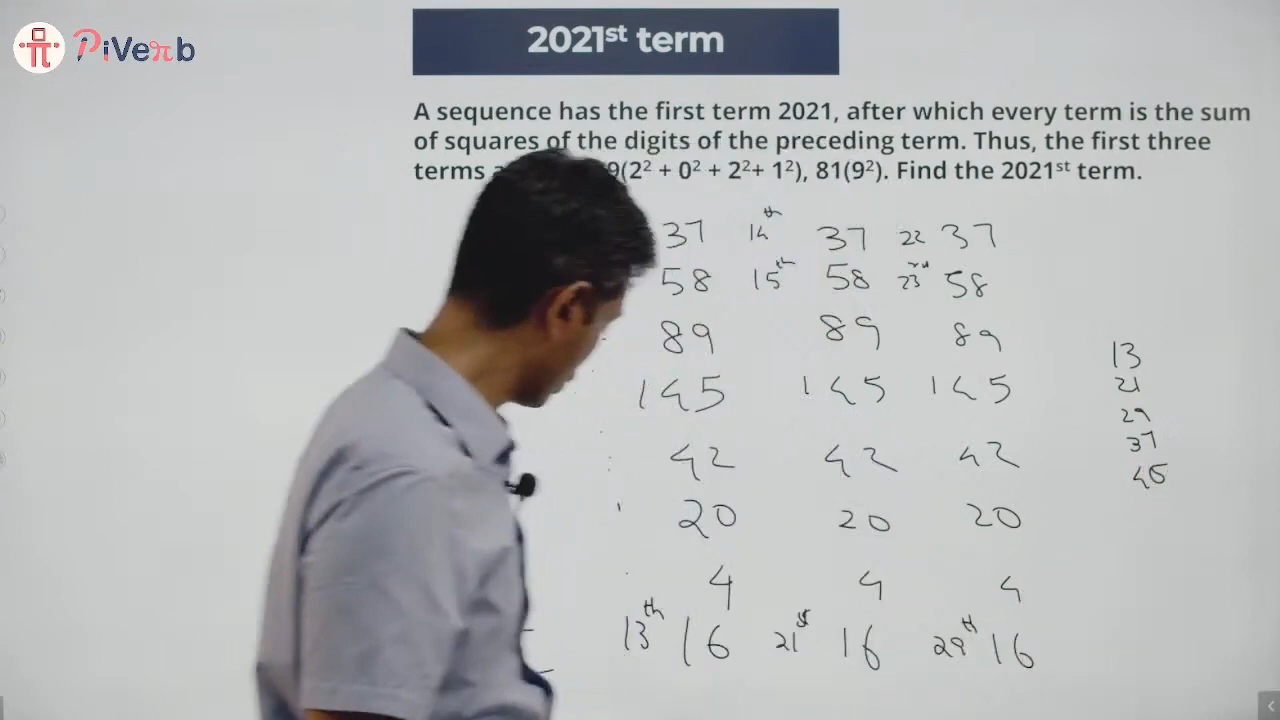 PiVerb
2021st term
A sequence has the first term 2021, after which every term is the sum
of squares of the digits of the preceding term. Thus, the first three
terms 9(2² + 0² + 2²+ 1²), 81(9²). Find the 2021st term.
37 14th 37 22 37
58 15th 58 23rd 58
89 89 89
145 145 145
42 42 42
20 20 20
4 4 4
13th 16 21st 16 29th 16
13
21
29
37
45